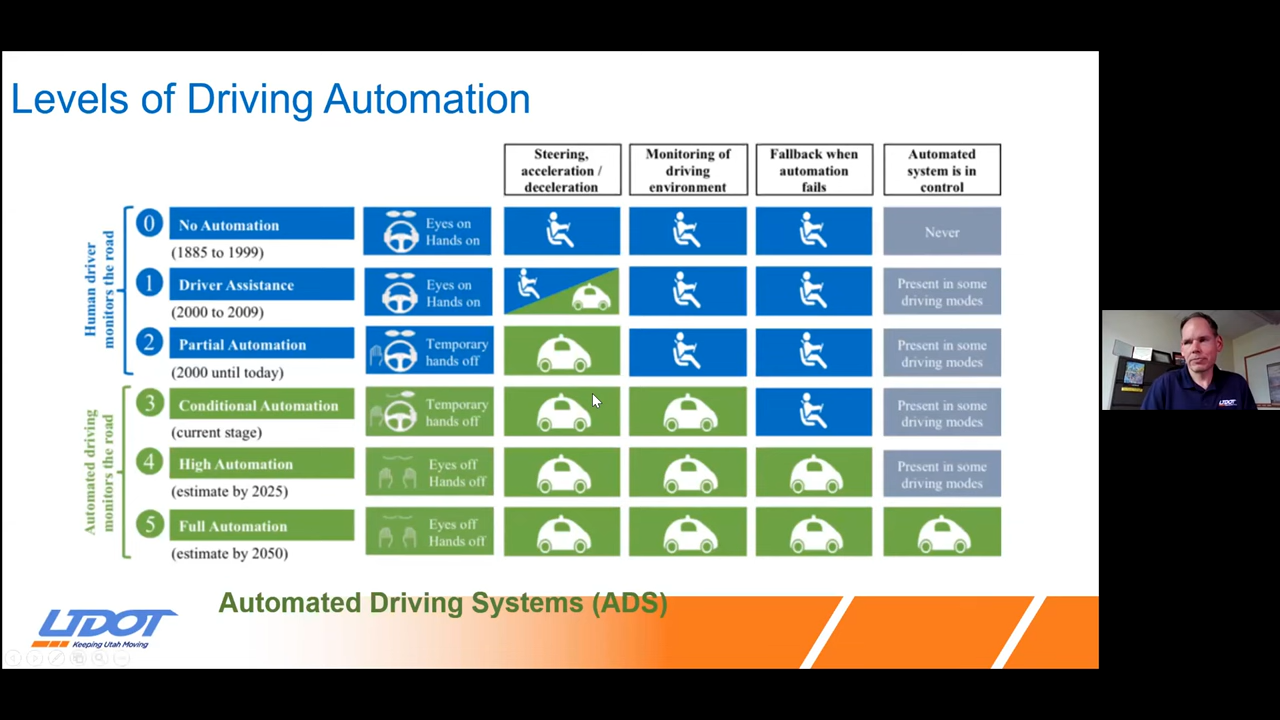 Levels of Driving Automation
Steering,
acceleration /
deceleration
Monitoring of
driving
environment
Fallback when
automation
fails
Automated
system is in
control
Human driver
monitors the road
0
No Automation
(1885 to 1999)
Eyes on
Hands on
Never
1
Driver Assistance
(2000 to 2009)
Eyes on
Hands on
Present in some
driving modes
2
Partial Automation
(2000 until today)
Temporary
hands off
Present in some
driving modes
Automated driving
monitors the road
3
Conditional Automation
(current stage)
Temporary
hands off
Present in some
driving modes
4
High Automation
(estimate by 2025)
Eyes off
Hands off
Present in some
driving modes
5
Full Automation
(estimate by 2050)
Eyes off
Hands off
Automated Driving Systems (ADS)
UDOT
Keeping Utah Moving
UDOT